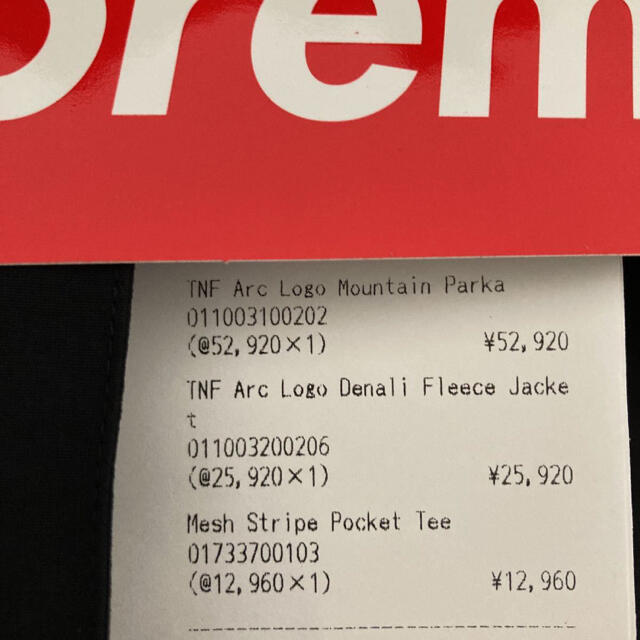 prem
TNF Arc Logo Mountain Parka
011003100202
(@52,920×1) ¥52,920
TNF Arc Logo Denali Fleece Jacke
t
011003200206
(@25,920×1) ¥25,920
Mesh Stripe Pocket Tee
01733700103
(@12,960×1) ¥12,960